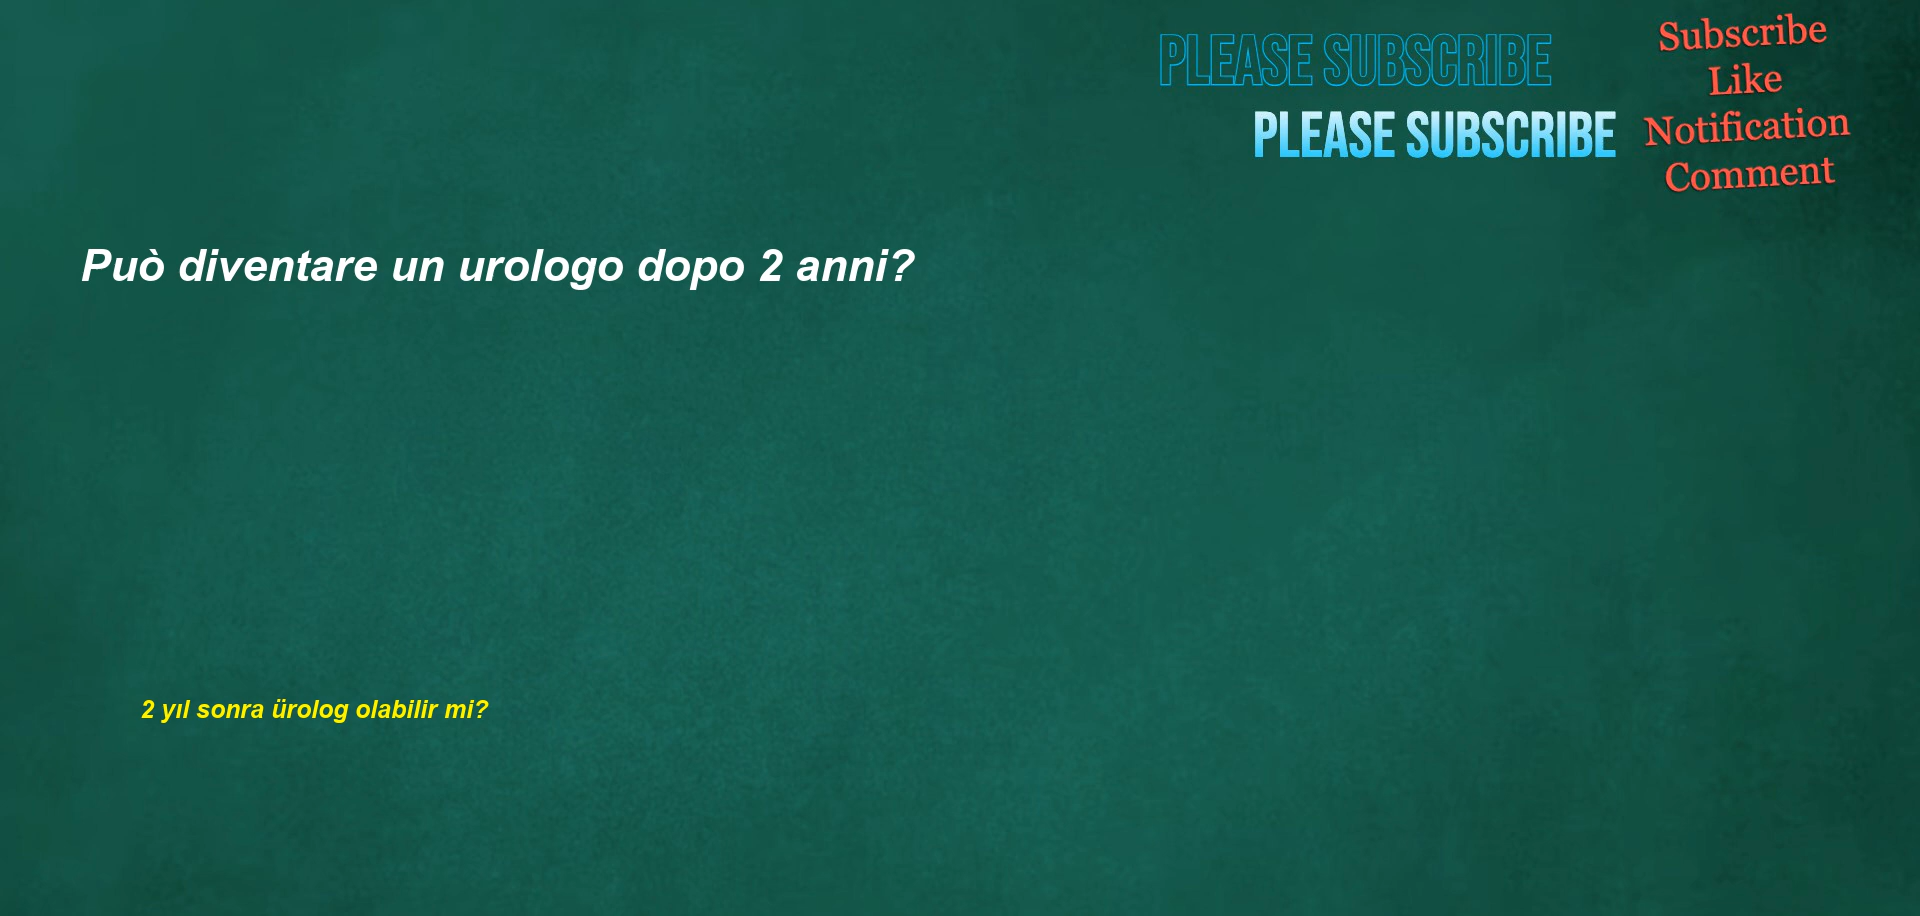 PLEASE SUBSCRIBE
PLEASE SUBSCRIBE
Subscribe
Like
Notification
Comment
Può diventare un urologo dopo 2 anni?
2 yıl sonra ürolog olabilir mi?